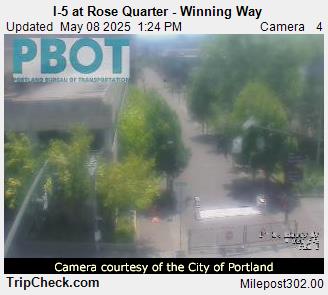 I-5 at Rose Quarter - Winning Way
Updated May 08 2025 1:24 PM Camera 4
PBOT
PORTLAND BUREAU OF TRANSPORTATION
Camera courtesy of the City of Portland
TripCheck.com Milepost302.00